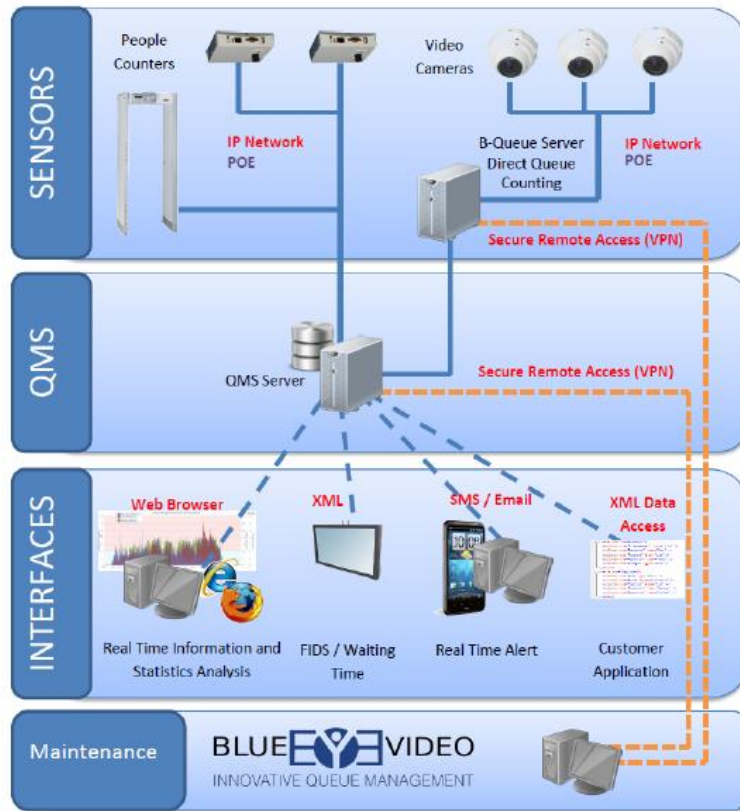 SENSORS
People
Counters
Video
Cameras
IP Network
POE
B-Queue Server
Direct Queue
Counting
IP Network
POE
Secure Remote Access (VPN)
QMS
QMS Server
Secure Remote Access (VPN)
INTERFACES
Web Browser
XML
SMS / Email
XML Data
Access
Real Time Information and
Statistics Analysis
FIDS / Waiting
Time
Real Time Alert
Customer
Application
Maintenance
BLUE EYE VIDEO
INNOVATIVE QUEUE MANAGEMENT